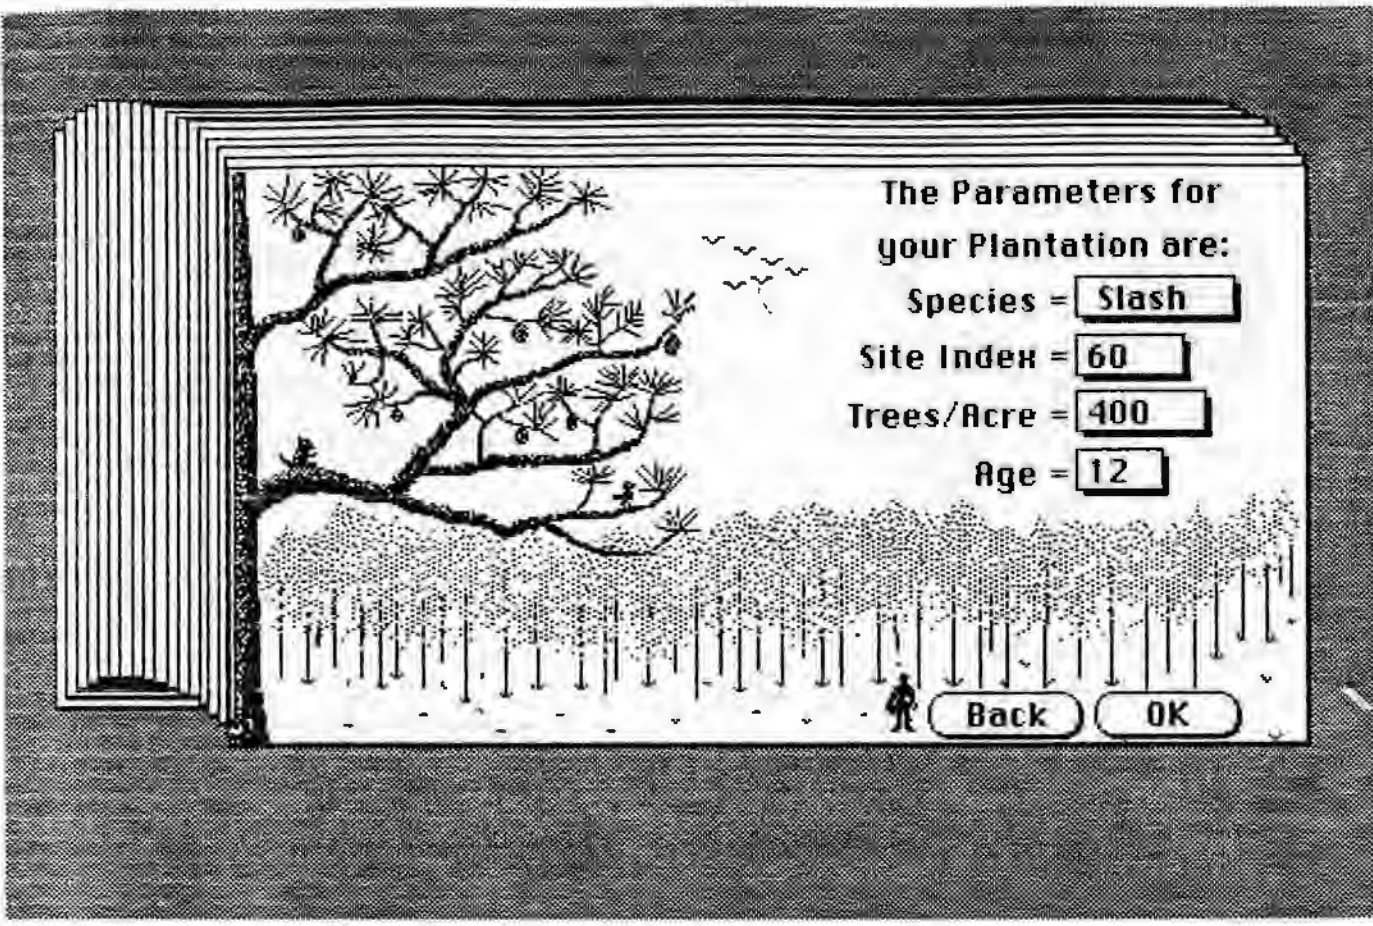 The Parameters for
your Plantation are:
Species = Slash
Site Index = 60
Trees/Acre = 400
Age = 12
Back OK